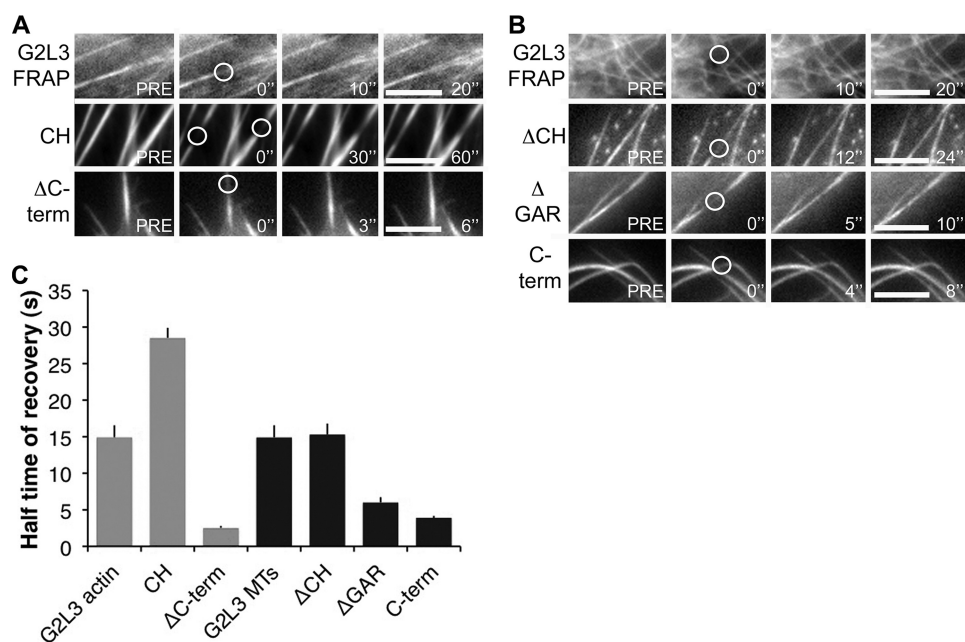 A
G2L3
FRAP
PRE
0’’
10’’
20’’
CH
PRE
0’’
30’’
60’’
ΔC-
term
PRE
0’’
3’’
6’’
B
G2L3
FRAP
PRE
0’’
10’’
20’’
ΔCH
PRE
0’’
12’’
24’’
Δ
GAR
PRE
0’’
5’’
10’’
C-
term
PRE
0’’
4’’
8’’
C
Half time of recovery (s)
35
30
25
20
15
10
5
0
G2L3 actin
CH
ΔC-term
G2L3 MTs
ΔCH
ΔGAR
C-term